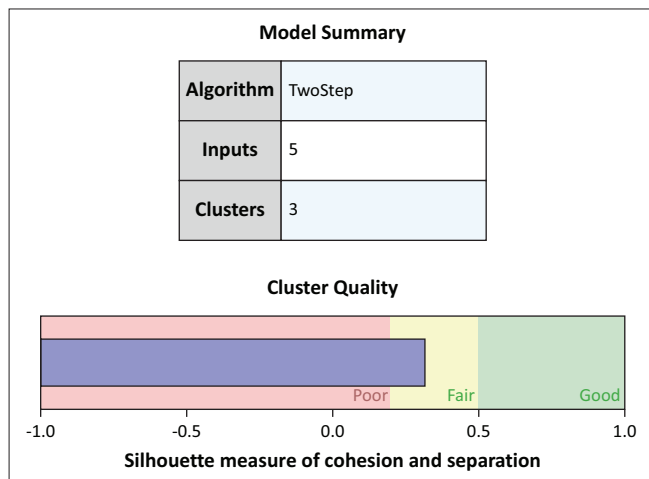 Model Summary
Algorithm TwoStep
Inputs 5
Clusters 3
Cluster Quality
Poor Fair Good
-1.0 -0.5 0.0 0.5 1.0
Silhouette measure of cohesion and separation